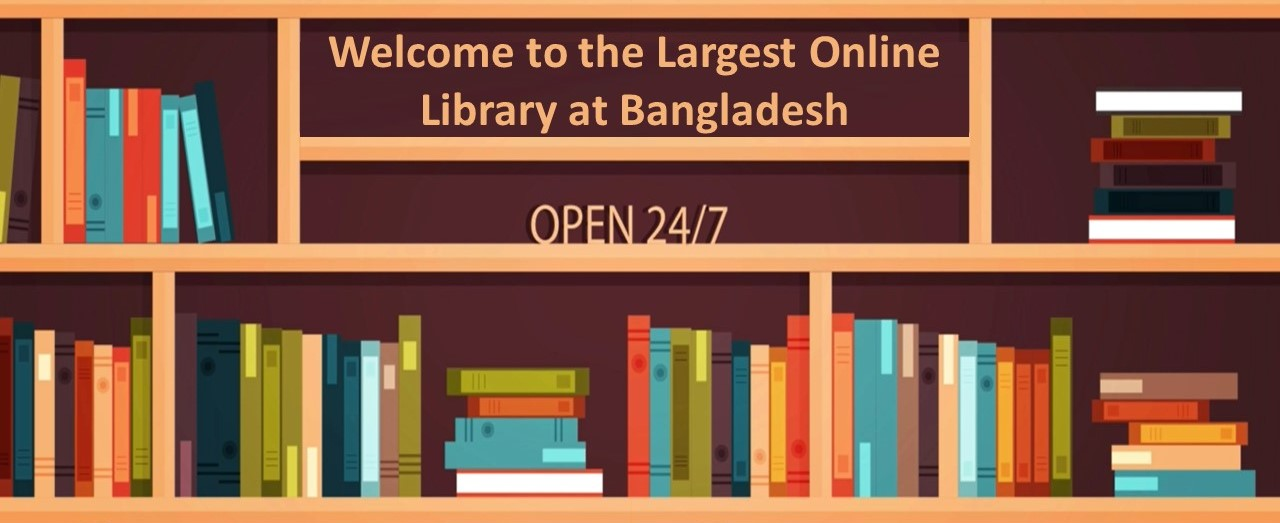 Welcome to the Largest Online
Library at Bangladesh
OPEN 24/7